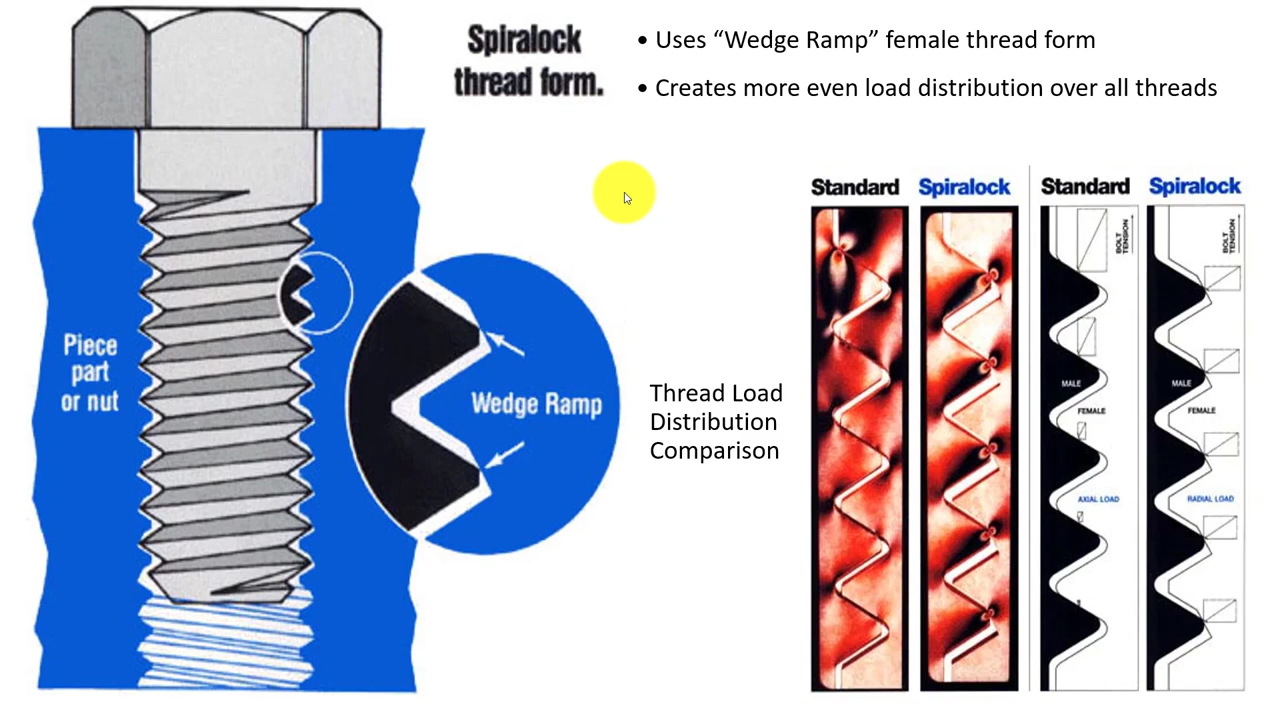 Spiralock
thread form.
• Uses “Wedge Ramp” female thread form
• Creates more even load distribution over all threads
Piece
part
or nut
Wedge Ramp
Thread Load
Distribution
Comparison
Standard
Spiralock
Standard
Spiralock
BOLT
TENSION
MALE
FEMALE
AXIAL LOAD
BOLT
TENSION
MALE
FEMALE
RADIAL LOAD